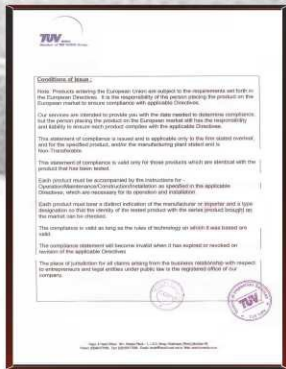 TUV
Conditions of Issue :
Note: Products entering the European Union are subject to the requirements set forth in
the European Directives. It is the responsibility of the person placing the product on the
European market to ensure compliance with applicable Directives.
Our services are intended to provide you with the data needed to determine compliance,
but the person placing the product on the European market still has the responsibility
and liability to ensure each product complies with the applicable Directives.
This statement of compliance is issued and is applicable only to the firm stated overleaf,
and for the specified product, and/or the manufacturing plant stated and is
Non-Transferable.
This statement of compliance is valid only for those products which are identical with the
product that has been tested.
Each product must be accompanied by the instructions for -
Operation/Maintenance/Construction/Installation as specified in the applicable
Directives, which are necessary for its operation and installation.
Each product must bear a distinct indication of the manufacturer or importer and a type
designation so that the identity of the tested product with the series product brought on
the market can be checked.
The compliance is valid as long as the rules of technology on which it was based are
valid.
The compliance statement will become invalid when it has expired or revoked on
revision of the applicable Directives.
The place of jurisdiction for all claims arising from the business relationship with respect
to entrepreneurs and legal entities under public law is the registered office of our
company.
TUV